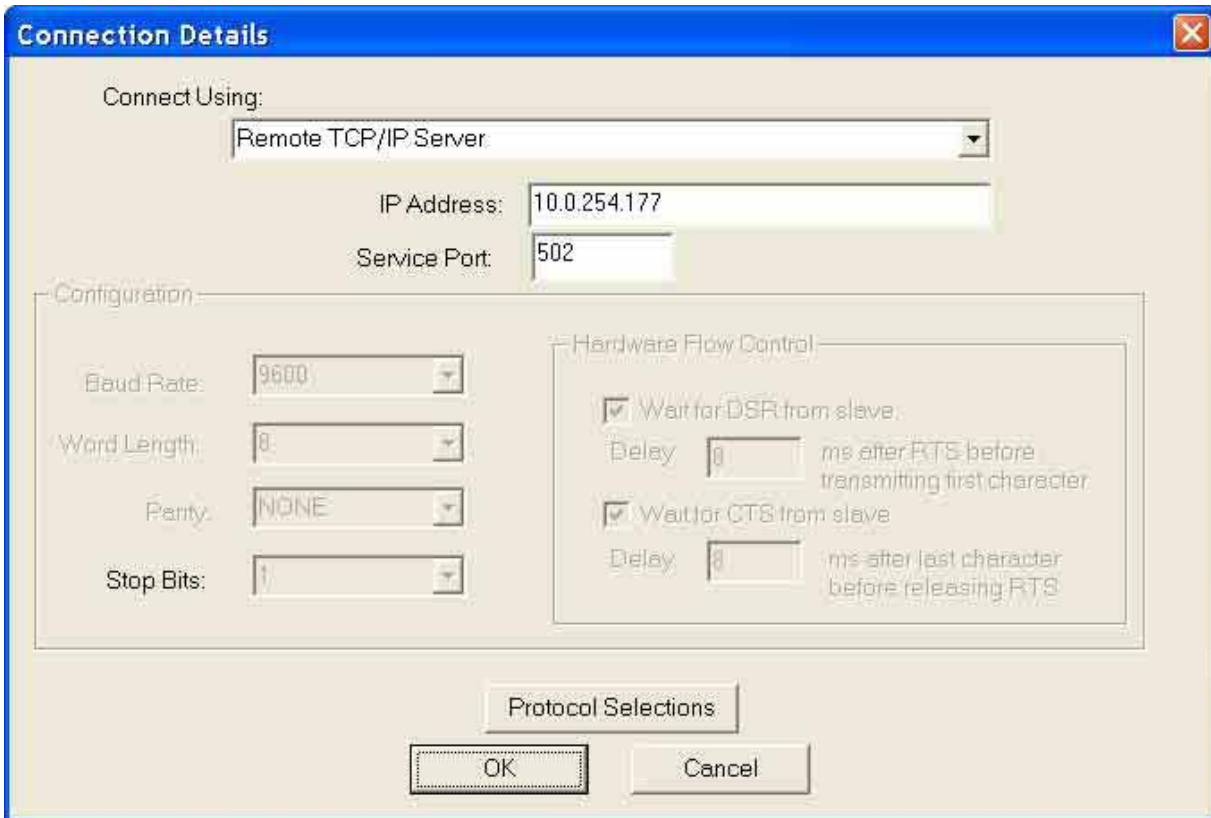 Connection Details
Connect Using:
Remote TCP/IP Server
IP Address: 10.0.254.177
Service Port: 502
Configuration
Baud Rate: 9600
Word Length: 8
Parity: NONE
Stop Bits: 1
Hardware Flow Control
Wait for DSR from slave
Delay 8 ms after RTS before
transmitting first character
Wait for CTS from slave
Delay 8 ms after last character
before releasing RTS
Protocol Selections
OK Cancel